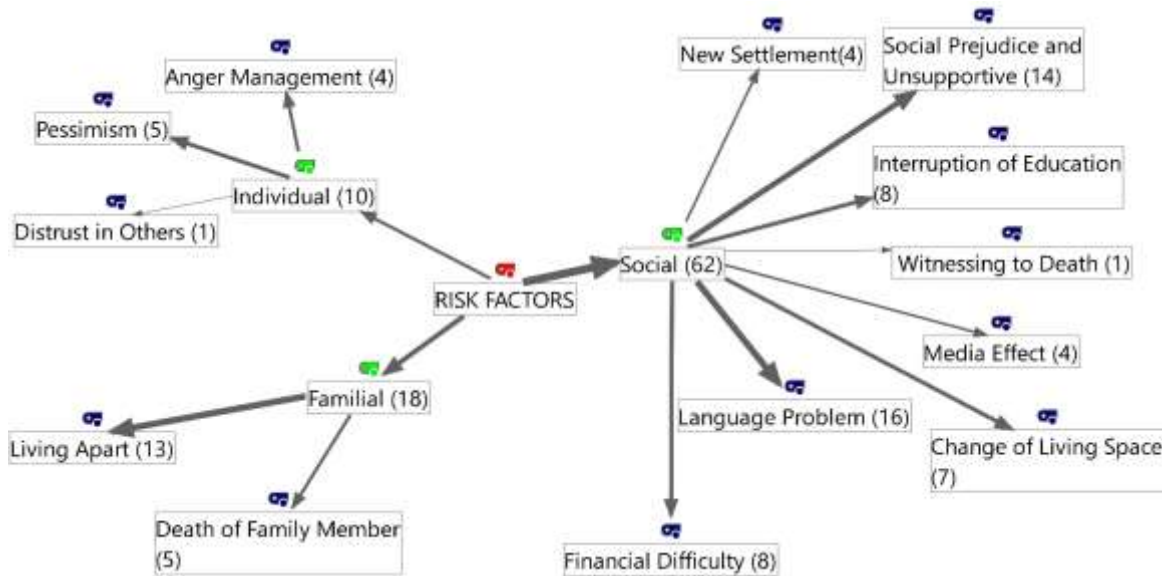 New Settlement(4)
Social Prejudice and
Unsupportive (14)
Anger Management (4)
Pessimism (5)
Interruption of Education
(8)
Individual (10)
Distrust in Others (1)
Social (62)
Witnessing to Death (1)
RISK FACTORS
Media Effect (4)
Familial (18)
Language Problem (16)
Living Apart (13)
Change of Living Space
(7)
Death of Family Member
(5)
Financial Difficulty (8)